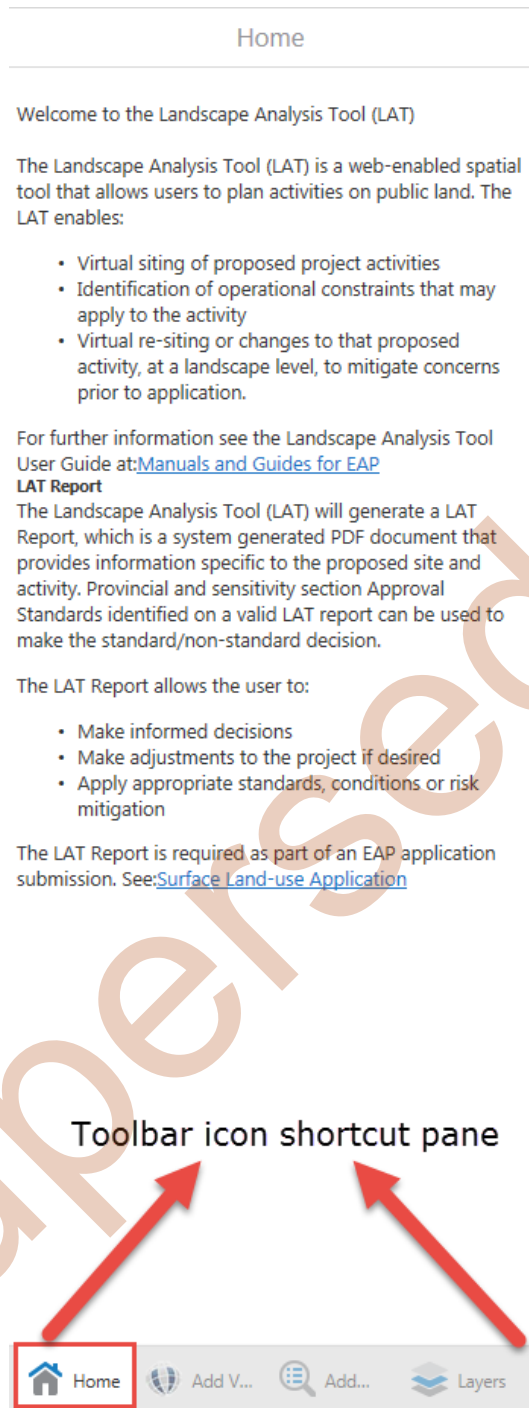 Home
Welcome to the Landscape Analysis Tool (LAT)
The Landscape Analysis Tool (LAT) is a web-enabled spatial
tool that allows users to plan activities on public land. The
LAT enables:
• Virtual siting of proposed project activities
• Identification of operational constraints that may
apply to the activity
• Virtual re-siting or changes to that proposed
activity, at a landscape level, to mitigate concerns
prior to application.
For further information see the Landscape Analysis Tool
User Guide at:Manuals and Guides for EAP
LAT Report
The Landscape Analysis Tool (LAT) will generate a LAT
Report, which is a system generated PDF document that
provides information specific to the proposed site and
activity. Provincial and sensitivity section Approval
Standards identified on a valid LAT report can be used to
make the standard/non-standard decision.
The LAT Report allows the user to:
• Make informed decisions
• Make adjustments to the project if desired
• Apply appropriate standards, conditions or risk
mitigation
The LAT Report is required as part of an EAP application
submission. See:Surface Land-use Application
Toolbar icon shortcut pane
Home Add V... Add... Layers